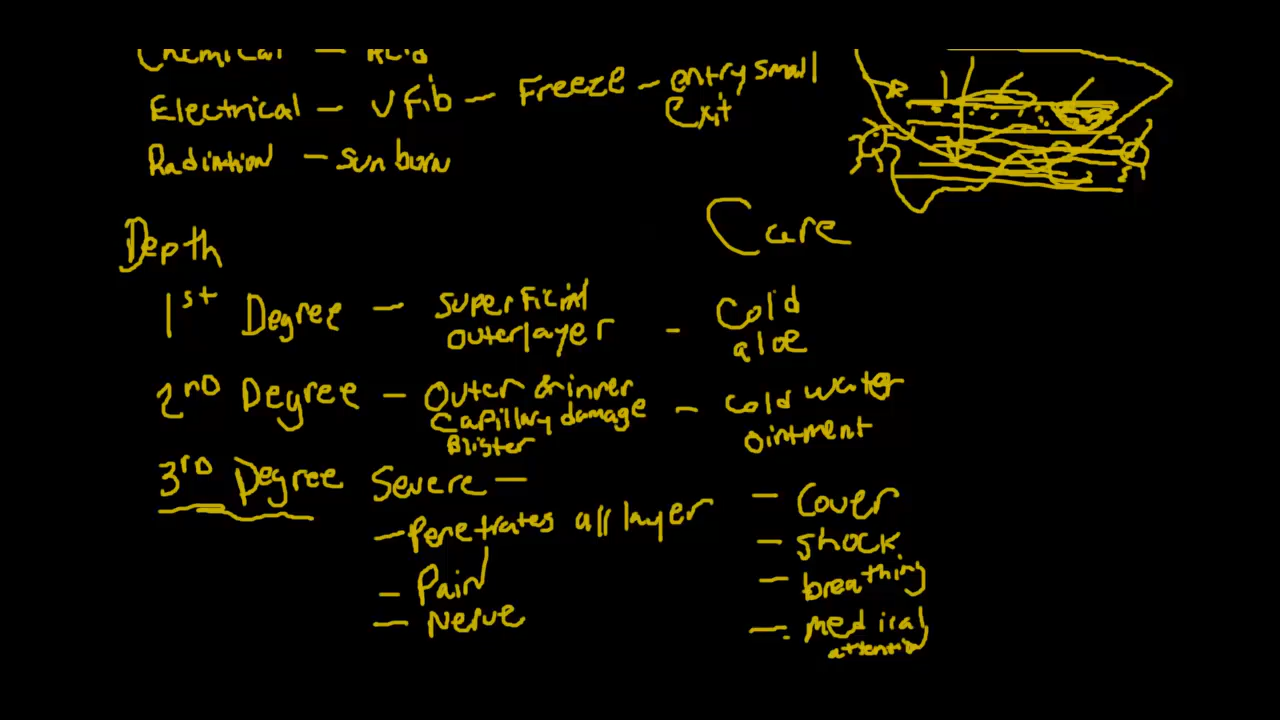 Chemical — Acid
Electrical — V Fib — Freeze — entry small
Exit
Radiation — Sun burn
Depth
Care
1st Degree — Superficial
outerlayer — Cold
aloe
2nd Degree — Outer & inner
Capillary damage — Cold water
Blister
ointment
3rd Degree Severe —
— Cover
— Penetrates all layer
— Shock
— Pain
— breathing
— Nerve
— medical
attention